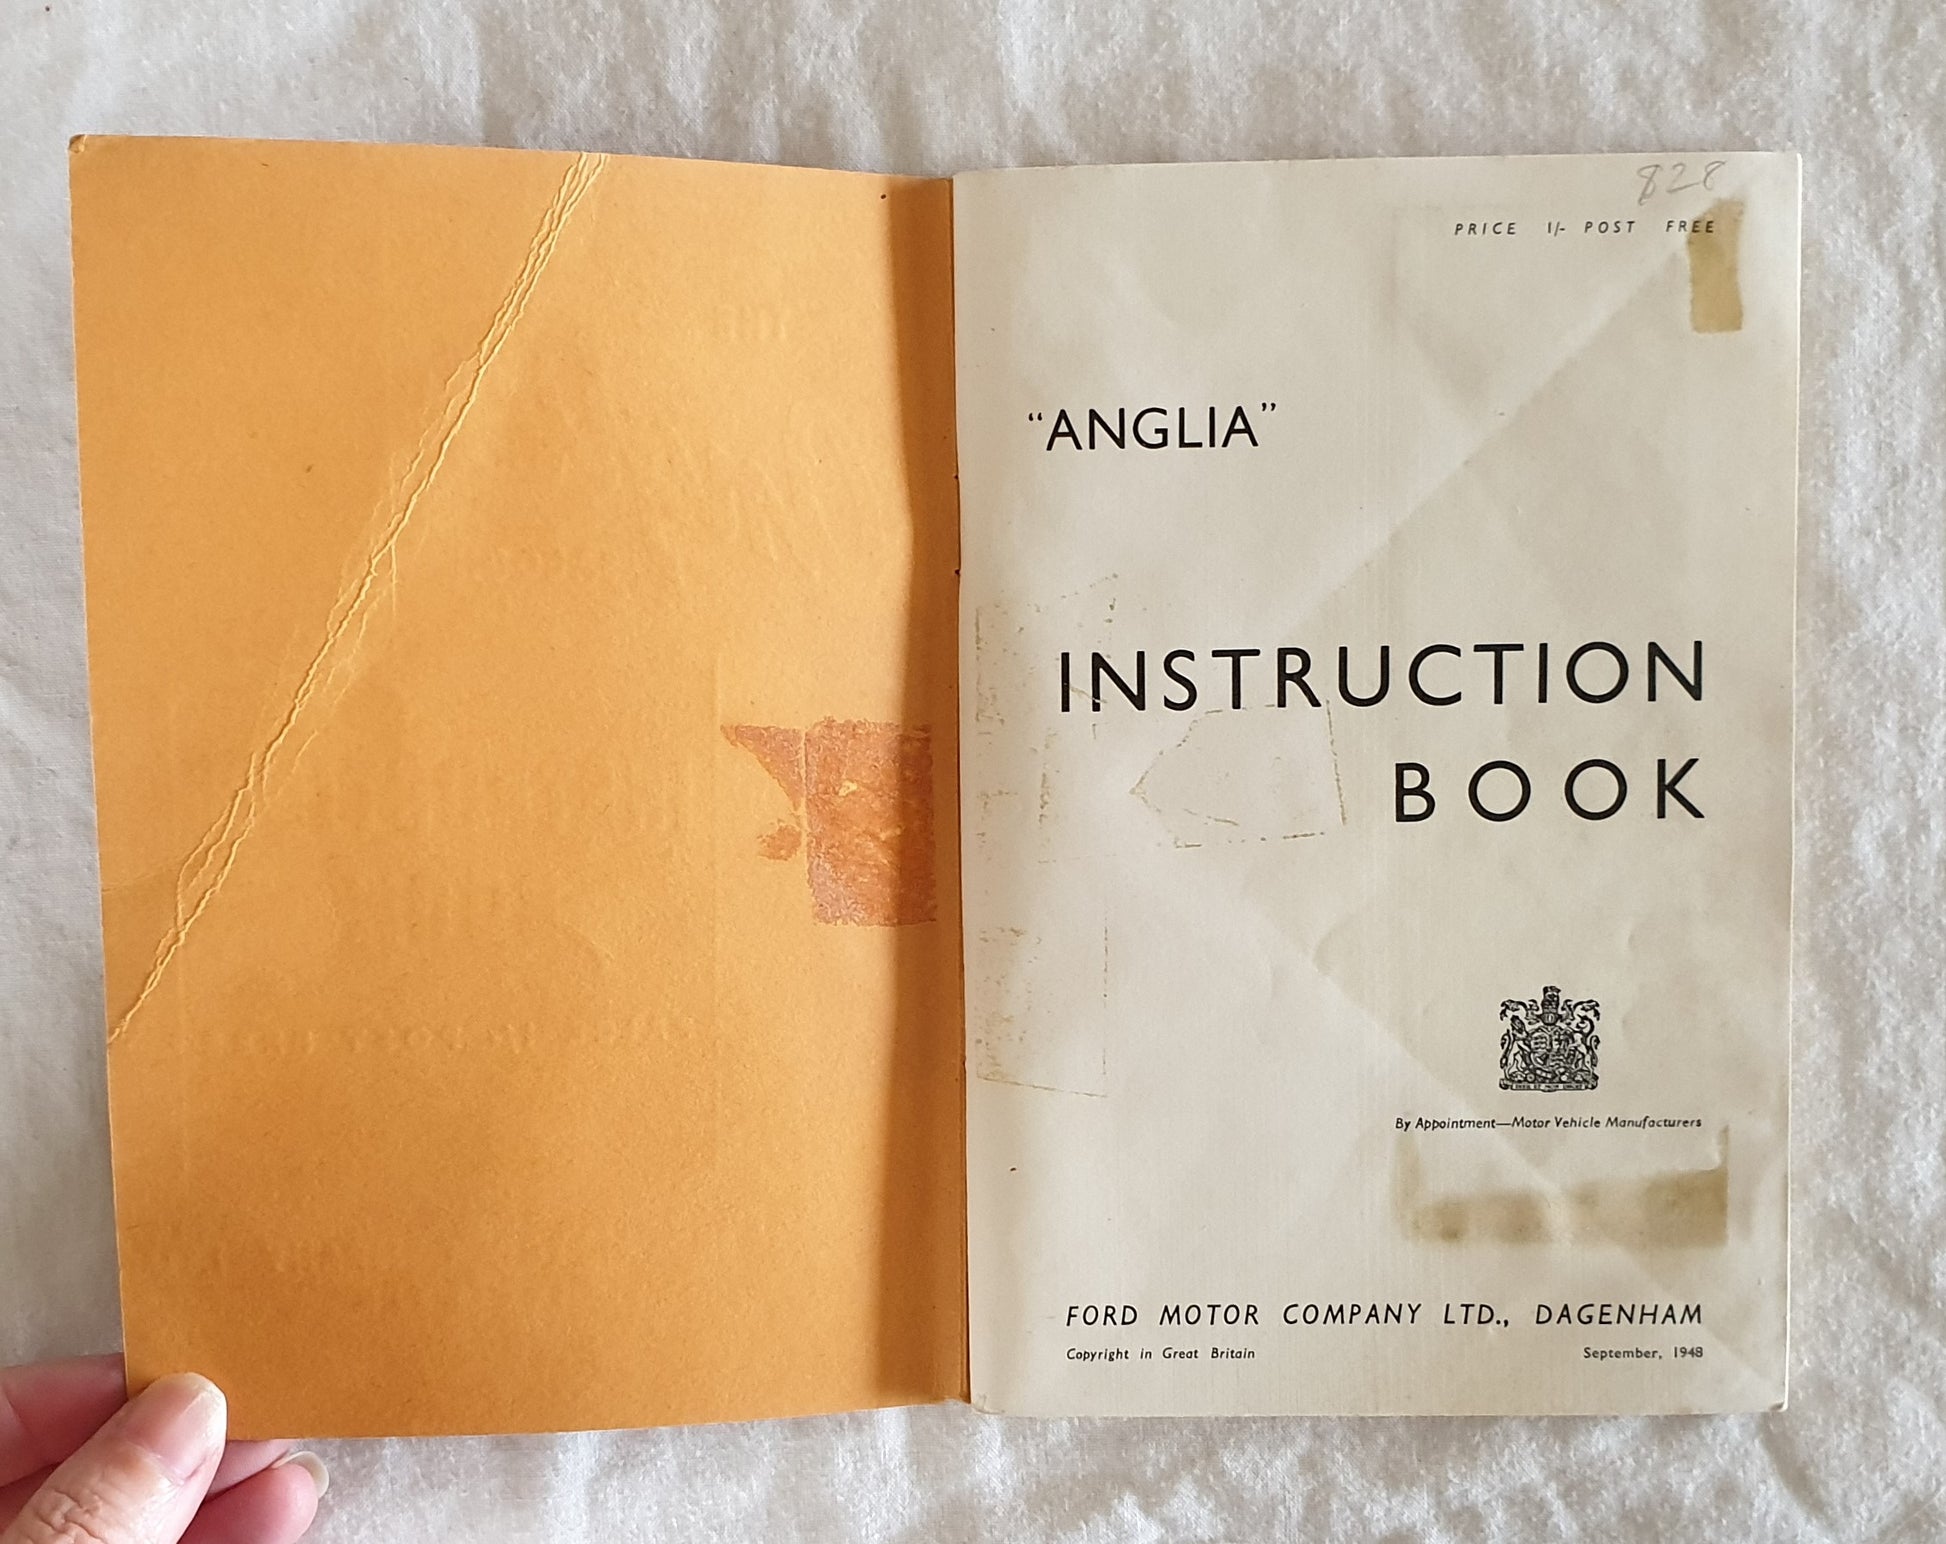 828
PRICE 1/- POST FREE
“ANGLIA”
INSTRUCTION
BOOK
By Appointment—Motor Vehicle Manufacturers
FORD MOTOR COMPANY LTD., DAGENHAM
Copyright in Great Britain September, 1948